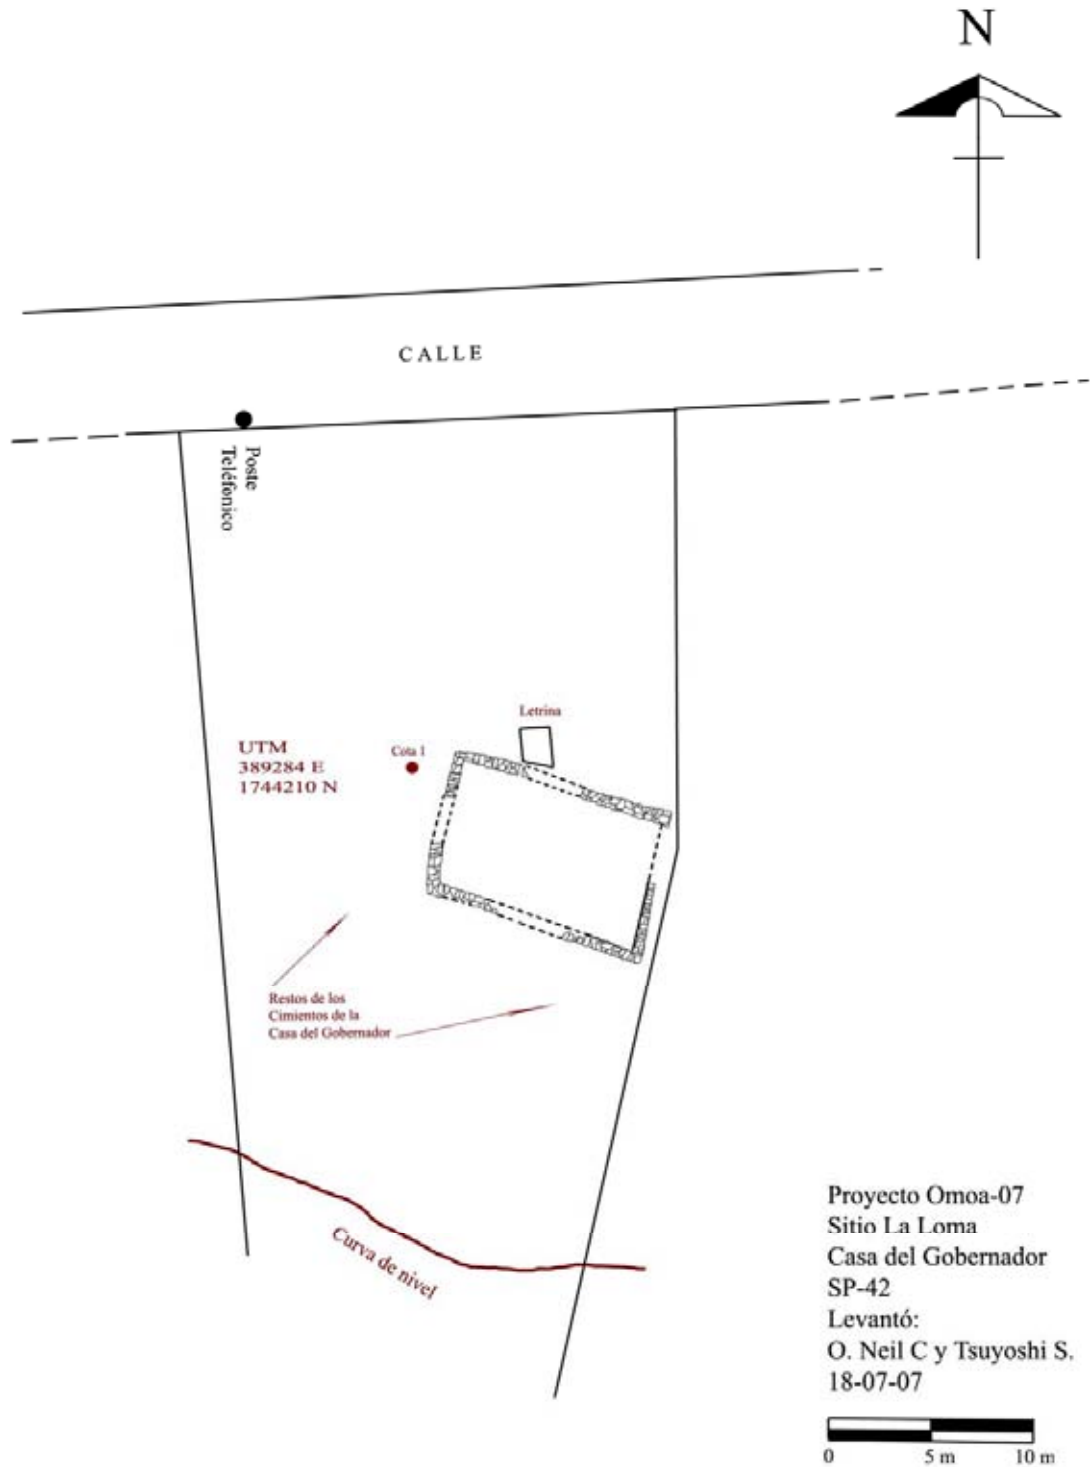 N
CALLE
Poste
Teléfonico
Letrina
UTM
389284 E
1744210 N
Cota 1
Restos de los
Cimientos de la
Casa del Gobernador
Curva de nivel
Proyecto Omoa-07
Sitio La Loma
Casa del Gobernador
SP-42
Levantó:
O. Neil C y Tsuyoshi S.
18-07-07
0 5 m 10 m